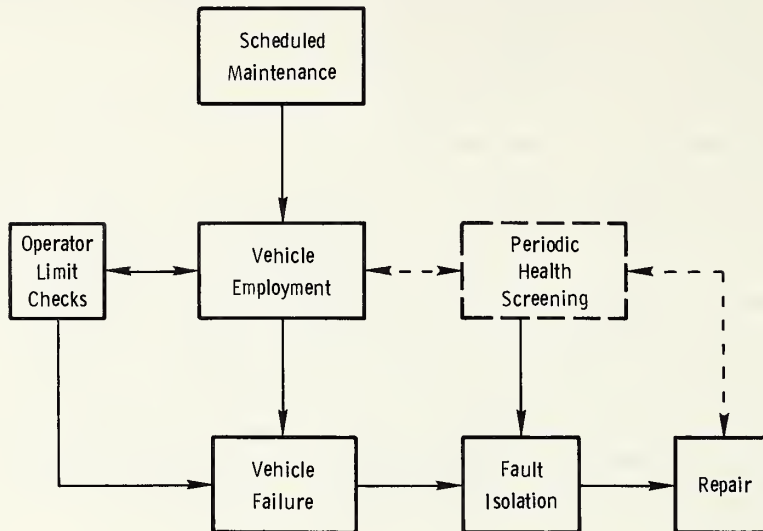 Scheduled
Maintenance
Operator
Limit
Checks
Vehicle
Employment
Periodic
Health
Screening
Vehicle
Failure
Fault
Isolation
Repair